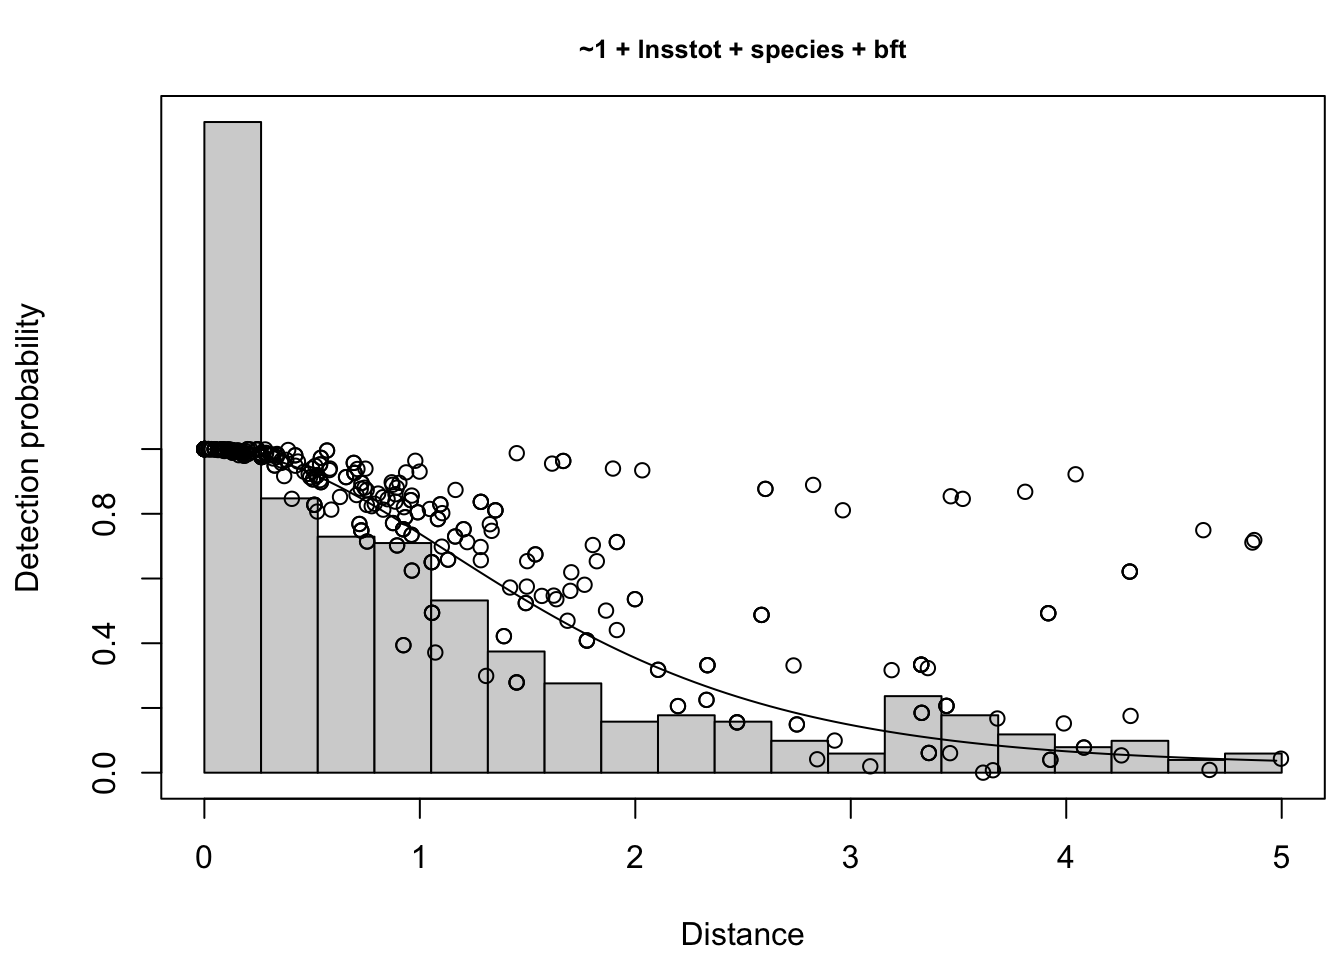 ~1 + lnsstot + species + bft
Detection probability
0.8
0.4
0.0
0 1 2 3 4 5
Distance